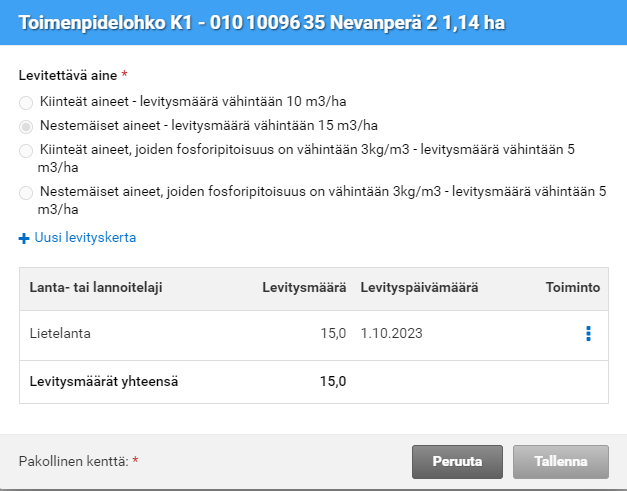 Toimenpidelohko K1 - 010 10096 35 Nevanperä 2 1,14 ha
Levitettävä aine *
Kiinteät aineet - levitysmäärä vähintään 10 m3/ha
Nestemäiset aineet - levitysmäärä vähintään 15 m3/ha
Kiinteät aineet, joiden fosforipitoisuus on vähintään 3kg/m3 - levitysmäärä vähintään 5
m3/ha
Nestemäiset aineet, joiden fosforipitoisuus on vähintään 3kg/m3 - levitysmäärä vähintään 5
m3/ha
+ Uusi levityskerta
Lanta- tai lannoitelaji Levitysmäärä Levityspäivämäärä Toiminto
Lietelanta 15,0 1.10.2023
Levitysmäärät yhteensä 15,0
Pakollinen kenttä: * Peruuta Tallenna